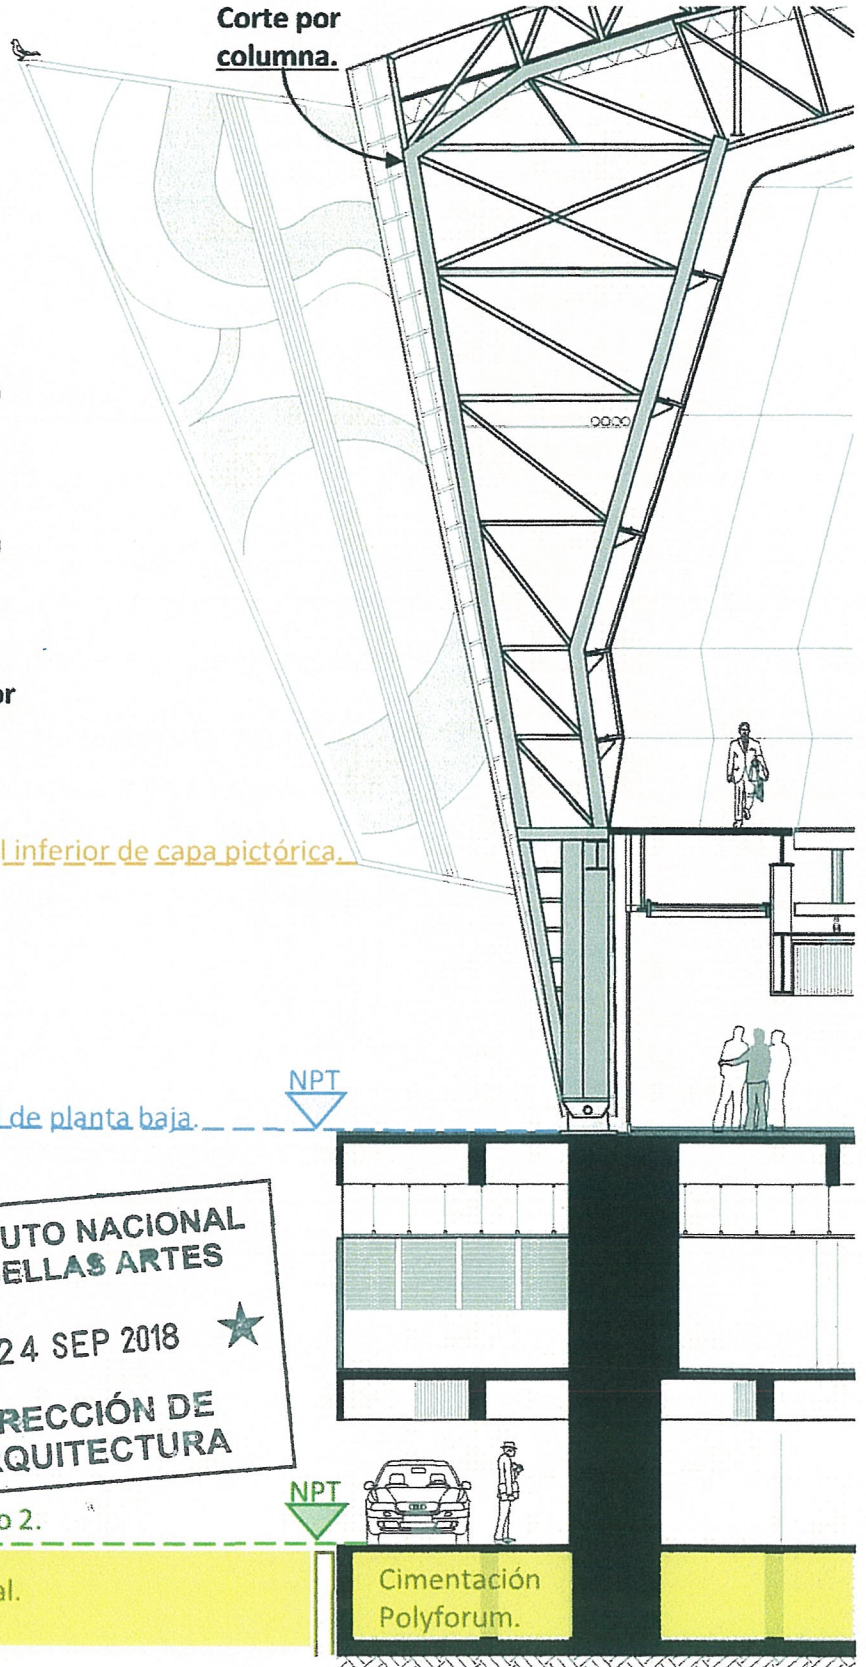 Corte por
columna.
or
l inferior de capa pictórica.
NPT
de planta baja.
UTO NACIONAL
ELLAS ARTES
24 SEP 2018
RECCIÓN DE
QUITECTURA
NPT
o 2.
al.
Cimentación
Polyforum.